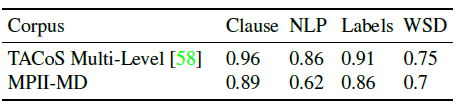 Corpus Clause NLP Labels WSD
TACoS Multi-Level [58] 0.96 0.86 0.91 0.75
MPII-MD 0.89 0.62 0.86 0.7